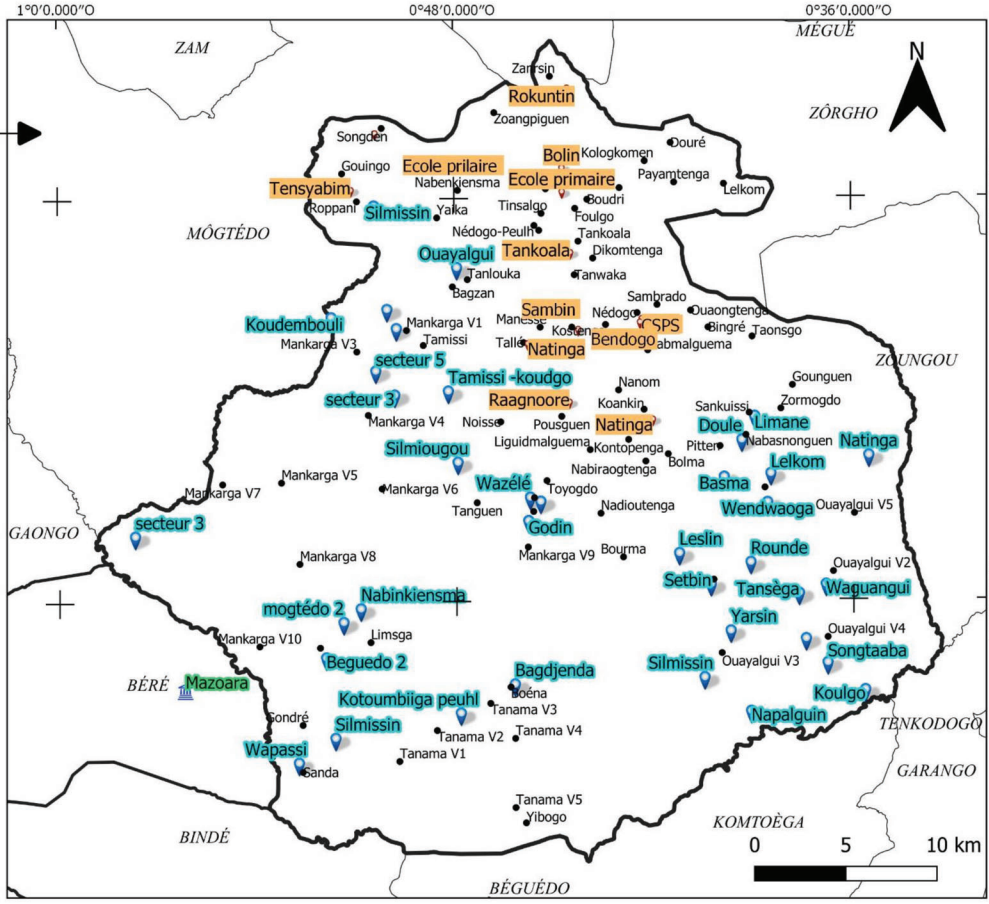 1°0'0.000"O
0°48'0.000"O
0°36'0.000"O
ZAM
MÉGUÉ
N
Zanrsin
Rokuntin
ZÔRGHO
Zoangpiguen
Songden
Douré
Bolin
Kologkomen
Gouingo
Ecole prilaire
Payamtenga
Tensyabim
Nabenkiensma
Ecole primaire
Lelkom
Roppani
Silmissin
Yalka
Tinsalgo
Boudri
Foulgo
MÔGTÉDO
Nédogo-Peulh
Tankoala
Ouayalgui
Tankoala
Dikomtenga
Tanlouka
Tanwaka
Bagzan
Sambrado
Sambin
Nédogo
Ouaongtenga
Koudembouli
Mankarga V1
Manesse
Kostenga
CSPS
Bingré
Taonsgo
Mankarga V3
Tamissi
Tallé
Natinga
Bendogo
abmalguema
ZOUNGOU
secteur 5
Tamissi -koudgo
Nanom
Gounguen
secteur 3
Raagnoore
Koankin
Sankuissi
Zormogdo
Mankarga V4
Noisse
Pousguen
Natinga
Doule
Limane
Liguidmalguema
Kontopenga
Pitten
Nabasnonguen
Natinga
Silmiougou
Nabiraogtenga
Bolma
Lelkom
Mankarga V5
Mankarga V7
Mankarga V6
Wazélé
Toyogdo
Basma
Tanguen
Nadioutenga
Wendwaoga
Ouayalgui V5
GAONGO
secteur 3
Godin
Mankarga V9
Bourma
Leslin
Rounde
Mankarga V8
Ouayalgui V2
Setbin
Tansèga
Waguangui
Nabinkiensma
mogtédo 2
Yarsin
Ouayalgui V4
Mankarga V10
Limsga
Beguedo 2
Silmissin
Ouayalgui V3
Songtaaba
BÉRÉ
Mazoara
Bagdjenda
Boéna
Koulgo
Kotoumbiiga peuhl
Tanama V3
Napalguin
TENKODOGO
Gondré
Silmissin
Tanama V2
Tanama V4
Wapassi
Sanda
Tanama V1
GARANGO
Tanama V5
Yibogo
BINDÉ
KOMTOÈGA
0
5
10 km
BÉGUÉDO